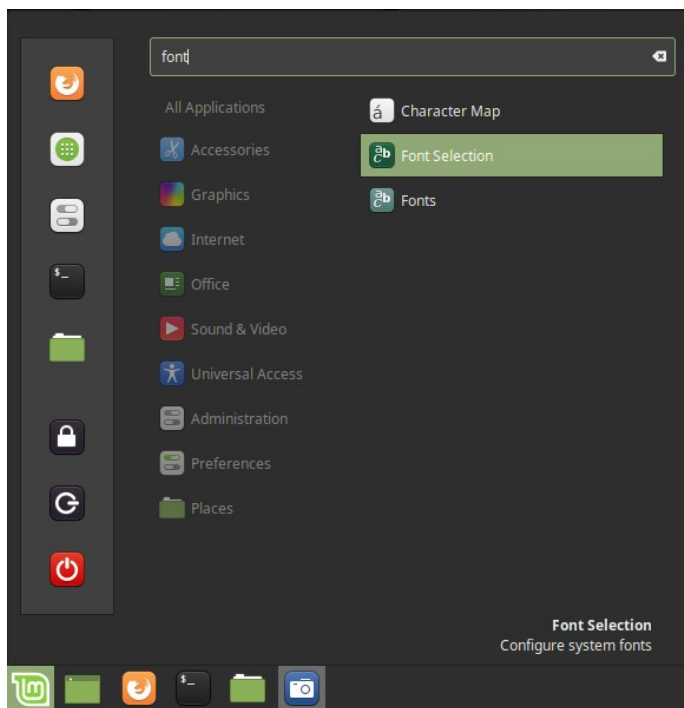 font
All Applications
Accessories
Graphics
Internet
Office
Sound & Video
Universal Access
Administration
Preferences
Places
Character Map
Font Selection
Fonts
Font Selection
Configure system fonts